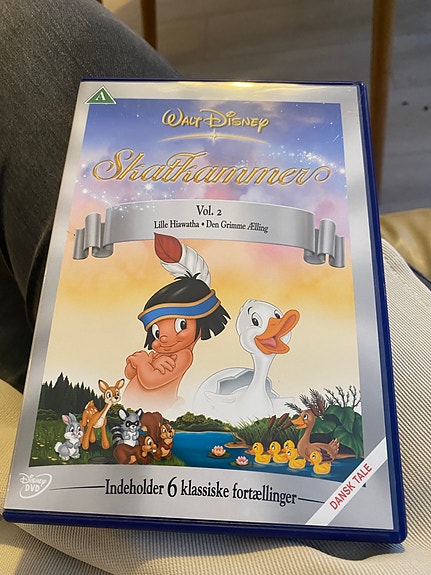 A
WALT DISNEY
Skatkammer
Vol. 2
Lille Hiawatha • Den Grimme Ælling
DISNEY
DVD
Indeholder 6 klassiske fortællinger
DANSK TALE